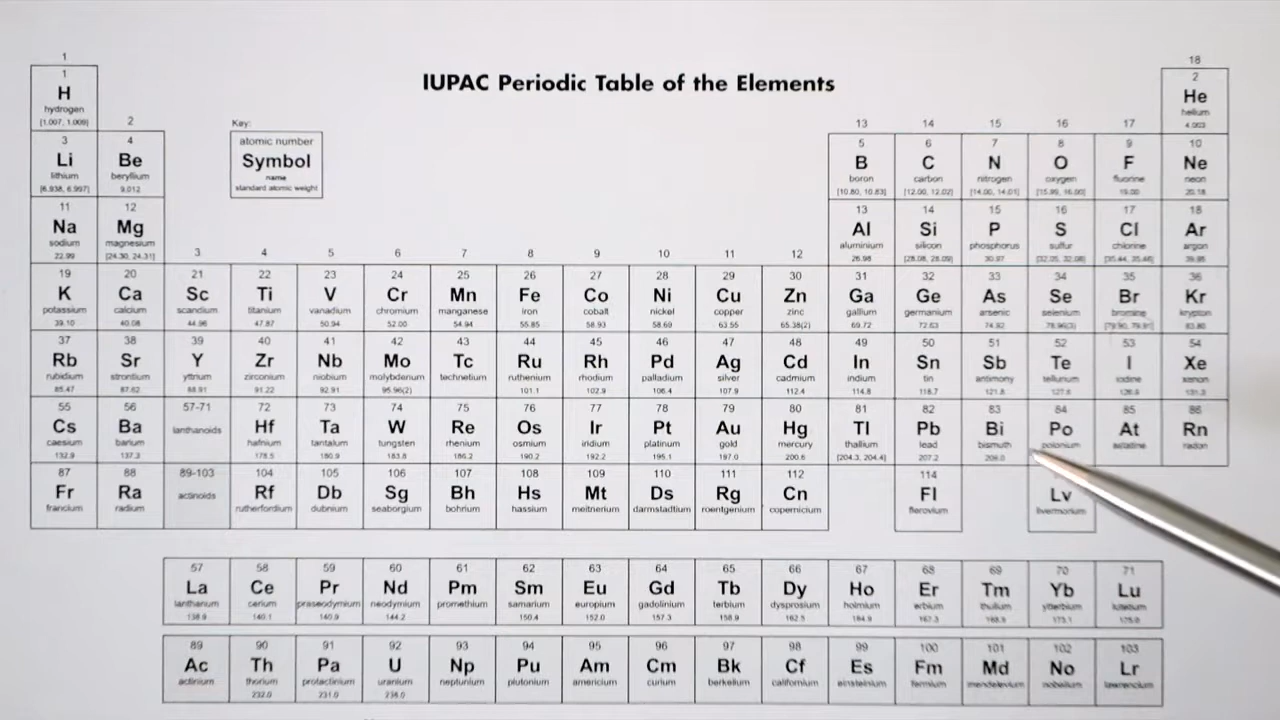 1 18
IUPAC Periodic Table of the Elements
1 2
H He
hydrogen helium
[1.007, 1.009] 4.003
2 Key: 13 14 15 16 17
3 4 atomic number 5 6 7 8 9 10
Li Be Symbol B C N O F Ne
lithium beryllium name boron carbon nitrogen oxygen fluorine neon
[6.938, 6.997] 9.012 standard atomic weight [10.80, 10.83] [12.00, 12.02] [14.00, 14.01] [15.99, 16.00] 19.00 20.18
11 12 13 14 15 16 17 18
Na Mg Al Si P S Cl Ar
sodium magnesium aluminium silicon phosphorus sulfur chlorine argon
22.99 [24.30, 24.31] 26.98 [28.08, 28.09] 30.97 [32.05, 32.08] [35.44, 35.46] 39.95
3 4 5 6 7 8 9 10 11 12
19 20 21 22 23 24 25 26 27 28 29 30 31 32 33 34 35 36
K Ca Sc Ti V Cr Mn Fe Co Ni Cu Zn Ga Ge As Se Br Kr
potassium calcium scandium titanium vanadium chromium manganese iron cobalt nickel copper zinc gallium germanium arsenic selenium bromine krypton
39.10 40.08 44.96 47.87 50.94 52.00 54.94 55.85 58.93 58.69 63.55 65.38(2) 69.72 72.63 74.92 78.96(3) [79.90, 79.91] 83.80
37 38 39 40 41 42 43 44 45 46 47 48 49 50 51 52 53 54
Rb Sr Y Zr Nb Mo Tc Ru Rh Pd Ag Cd In Sn Sb Te I Xe
rubidium strontium yttrium zirconium niobium molybdenum technetium ruthenium rhodium palladium silver cadmium indium tin antimony tellurium iodine xenon
85.47 87.62 88.91 91.22 92.91 95.96(2) 101.1 102.9 106.4 107.9 112.4 114.8 118.7 121.8 127.6 126.9 131.3
55 56 57-71 72 73 74 75 76 77 78 79 80 81 82 83 84 85 86
Cs Ba lanthanoids Hf Ta W Re Os Ir Pt Au Hg Tl Pb Bi Po At Rn
caesium barium hafnium tantalum tungsten rhenium osmium iridium platinum gold mercury thallium lead bismuth polonium astatine radon
132.9 137.3 178.5 180.9 183.8 186.2 190.2 192.2 195.1 197.0 200.6 [204.3, 204.4] 207.2 209.0
87 88 89-103 104 105 106 107 108 109 110 111 112 114
Fr Ra actinoids Rf Db Sg Bh Hs Mt Ds Rg Cn Fl Lv
francium radium rutherfordium dubnium seaborgium bohrium hassium meitnerium darmstadtium roentgenium copernicium flerovium livermorium
57 58 59 60 61 62 63 64 65 66 67 68 69 70 71
La Ce Pr Nd Pm Sm Eu Gd Tb Dy Ho Er Tm Yb Lu
lanthanum cerium praseodymium neodymium promethium samarium europium gadolinium terbium dysprosium holmium erbium thulium ytterbium lutetium
138.9 140.1 140.9 144.2 150.4 152.0 157.3 158.9 162.5 164.9 167.3 168.9 173.1 175.0
89 90 91 92 93 94 95 96 97 98 99 100 101 102 103
Ac Th Pa U Np Pu Am Cm Bk Cf Es Fm Md No Lr
actinium thorium protactinium uranium neptunium plutonium americium curium berkelium californium einsteinium fermium mendelevium nobelium lawrencium
232.0 231.0 238.0